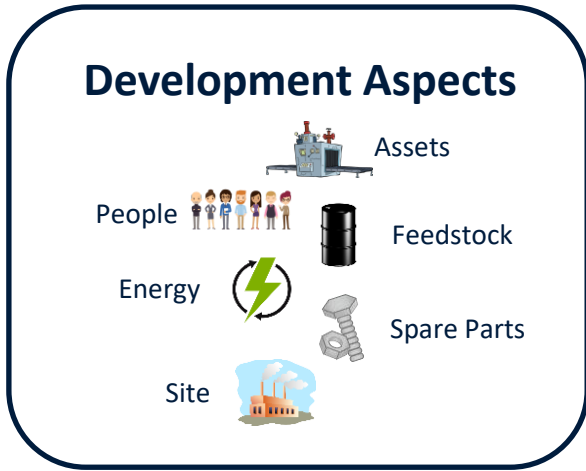 Development Aspects
Assets
People
Feedstock
Energy
Spare Parts
Site